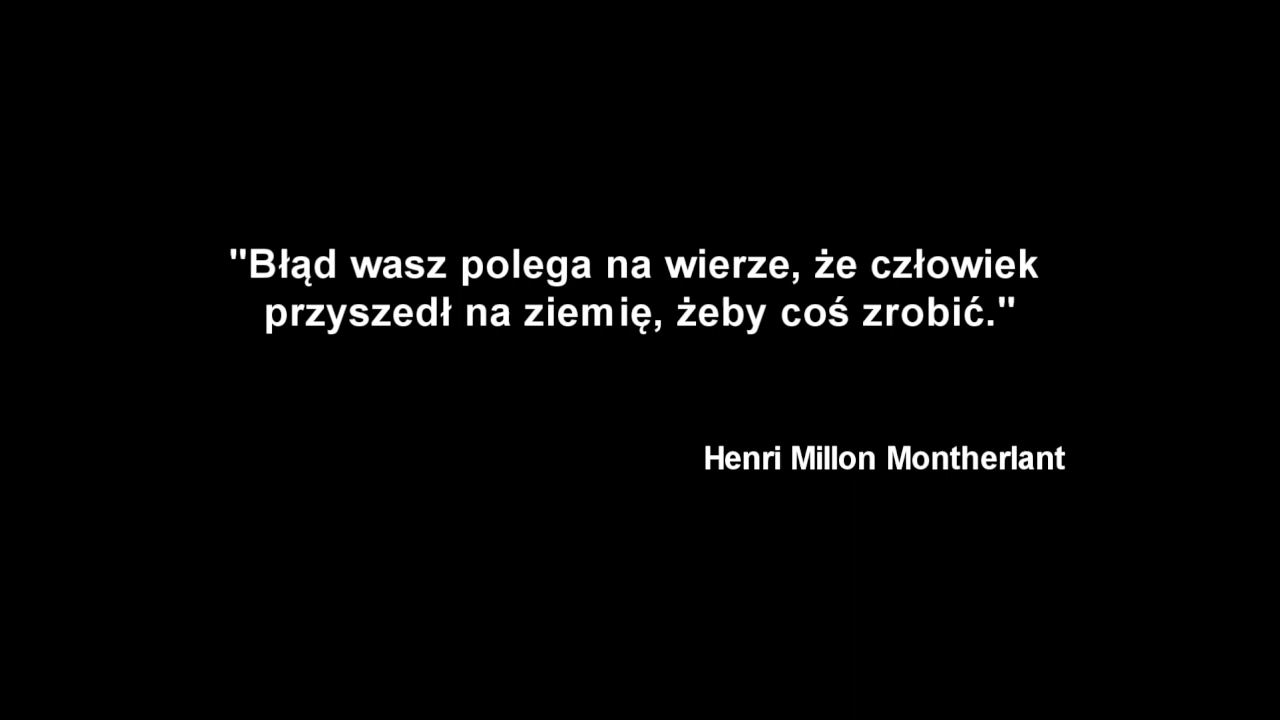 "Błąd wasz polega na wierze, że człowiek
przyszedł na ziemię, żeby coś zrobić."
Henri Millon Montherlant